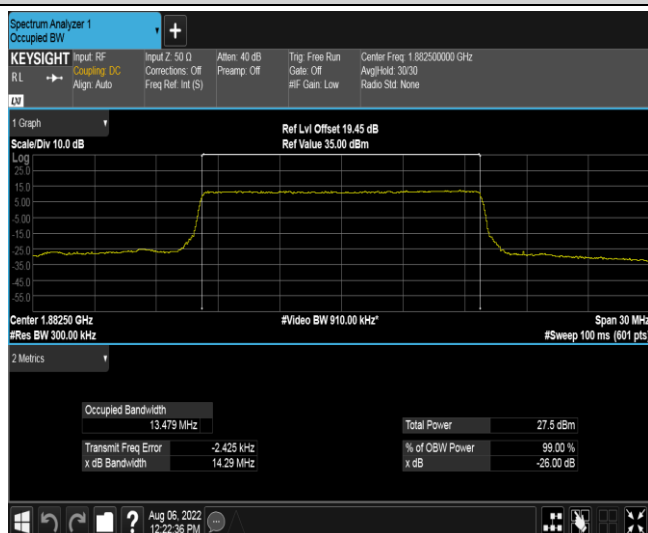 Spectrum Analyzer 1
Occupied BW
+
KEYSIGHT
R L
LXI
Input: RF
Coupling: DC
Align: Auto
Input Z: 50 Ω
Corrections: Off
Freq Ref: Int (S)
Atten: 40 dB
Preamp: Off
Trig: Free Run
Gate: Off
#IF Gain: Low
Center Freq: 1.882500000 GHz
Avg|Hold: 30/30
Radio Std: None
1 Graph
Scale/Div 10.0 dB
Ref Lvl Offset 19.45 dB
Ref Value 35.00 dBm
Log
25.0
15.0
5.00
-5.00
-15.0
-25.0
-35.0
-45.0
-55.0
Center 1.88250 GHz
#Res BW 300.00 kHz
#Video BW 910.00 kHz*
Span 30 MHz
#Sweep 100 ms (601 pts)
2 Metrics
Occupied Bandwidth
13.479 MHz
Transmit Freq Error -2.425 kHz
x dB Bandwidth 14.29 MHz
Total Power 27.5 dBm
% of OBW Power 99.00 %
x dB -26.00 dB
?
Aug 06, 2022
12:22:36 PM